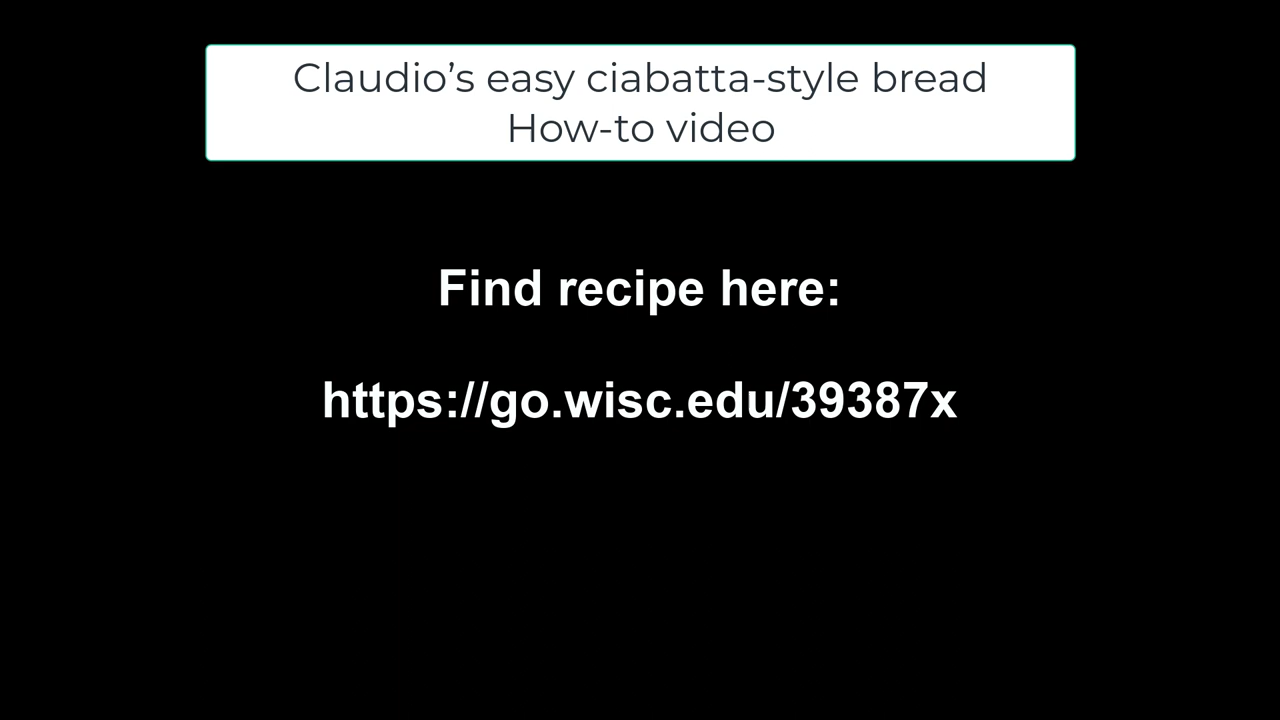 Claudio’s easy ciabatta-style bread
How-to video
Find recipe here:
https://go.wisc.edu/39387x